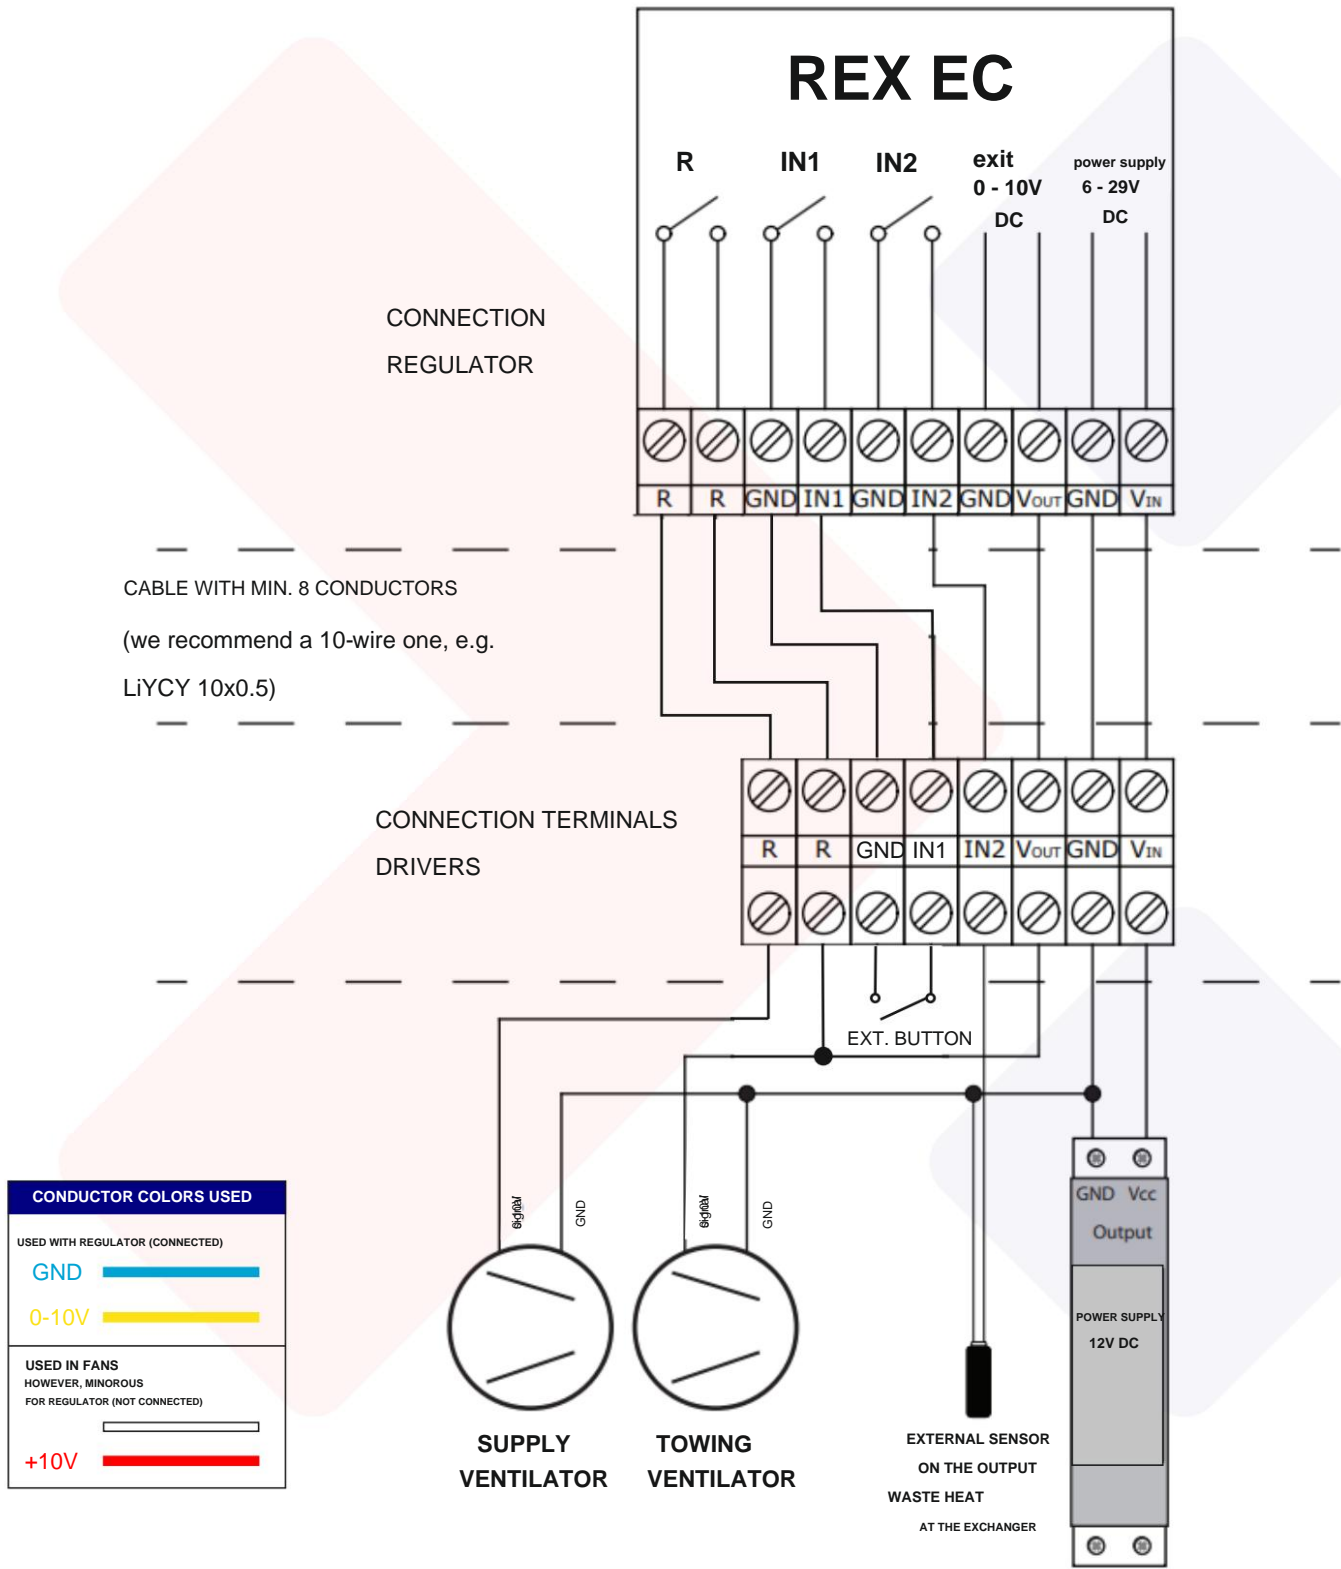 REX EC
R
IN1
IN2
exit
0 - 10V
DC
power supply
6 - 29V
DC
CONNECTION
REGULATOR
R R GND IN1 GND IN2 GND VOUT GND VIN
CABLE WITH MIN. 8 CONDUCTORS
(we recommend a 10-wire one, e.g.
LiYCY 10x0.5)
CONNECTION TERMINALS
DRIVERS
R R GND IN1 IN2 VOUT GND VIN
EXT. BUTTON
GND
GND
GND Vcc
Output
POWER SUPPLY
12V DC
CONDUCTOR COLORS USED
USED WITH REGULATOR (CONNECTED)
GND
0-10V
USED IN FANS
HOWEVER, MINOROUS
FOR REGULATOR (NOT CONNECTED)
+10V
SUPPLY
VENTILATOR
TOWING
VENTILATOR
EXTERNAL SENSOR
ON THE OUTPUT
WASTE HEAT
AT THE EXCHANGER